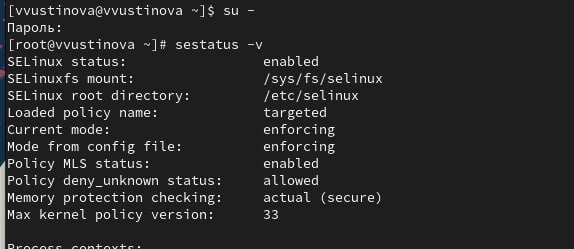 [vvustinova@vvustinova ~]$ su -
Пароль:
[root@vvustinova ~]# sestatus -v
SELinux status:                 enabled
SELinuxfs mount:                /sys/fs/selinux
SELinux root directory:         /etc/selinux
Loaded policy name:             targeted
Current mode:                   enforcing
Mode from config file:          enforcing
Policy MLS status:              enabled
Policy deny_unknown status:     allowed
Memory protection checking:     actual (secure)
Max kernel policy version:      33
Process contexts: